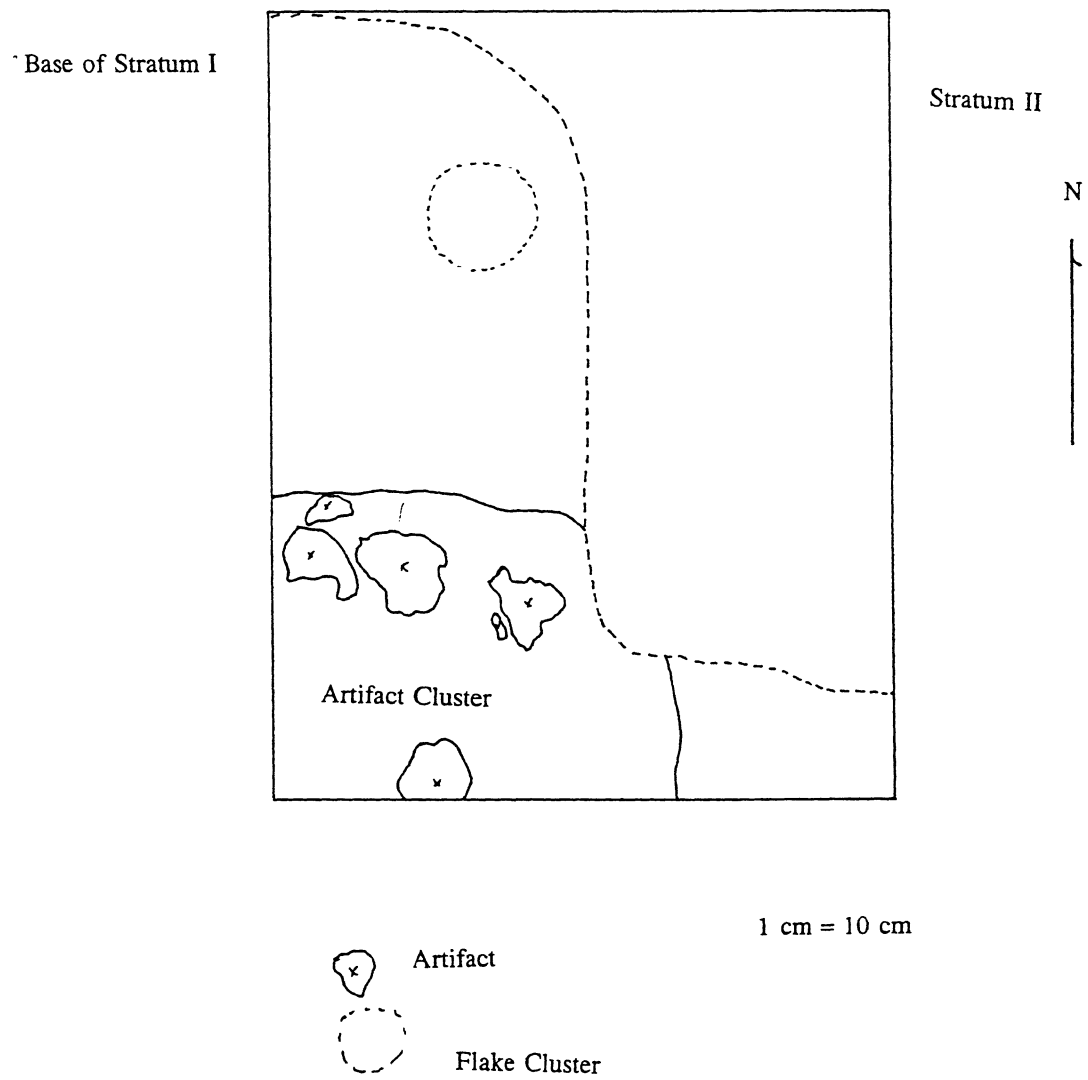 Base of Stratum I
Stratum II
N
Artifact Cluster
1 cm = 10 cm
Artifact
Flake Cluster